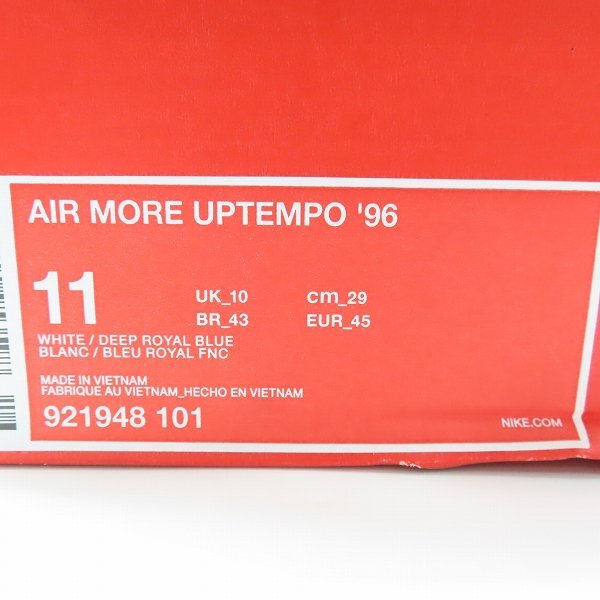 AIR MORE UPTEMPO '96
11
UK_10 cm_29
BR_43 EUR_45
WHITE / DEEP ROYAL BLUE
BLANC / BLEU ROYAL FNC
MADE IN VIETNAM
FABRIQUE AU VIETNAM_HECHO EN VIETNAM
921948 101
NIKE.COM